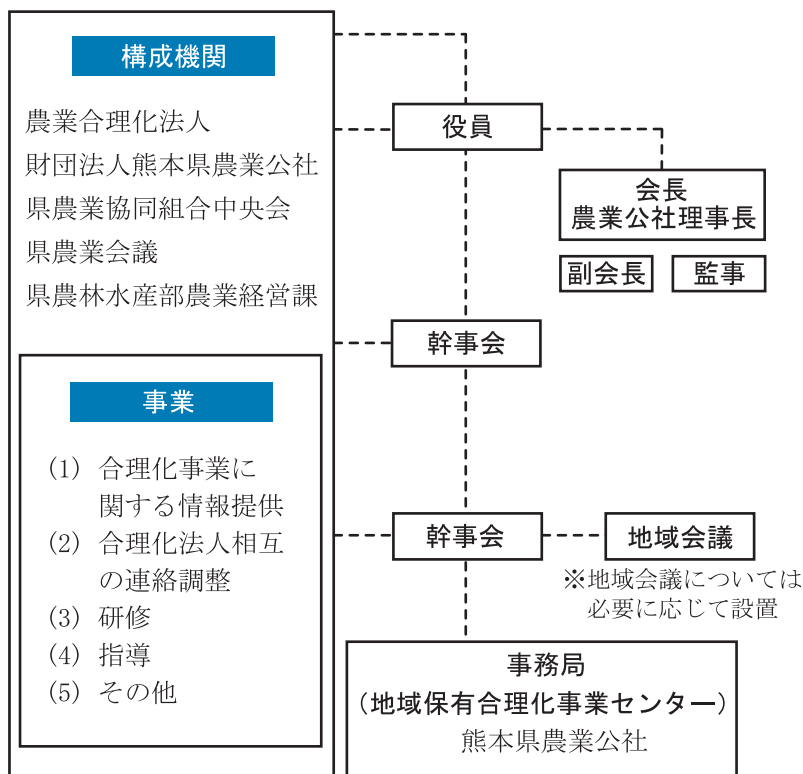 構成機関
農業合理化法人
財団法人熊本県農業公社
県農業協同組合中央会
県農業会議
県農林水産部農業経営課
事業
(1) 合理化事業に
関する情報提供
(2) 合理化法人相互
の連絡調整
(3) 研修
(4) 指導
(5) その他
役員
会長
農業公社理事長
副会長
監事
幹事会
幹事会
地域会議
※地域会議については
必要に応じて設置
事務局
(地域保有合理化事業センター)
熊本県農業公社